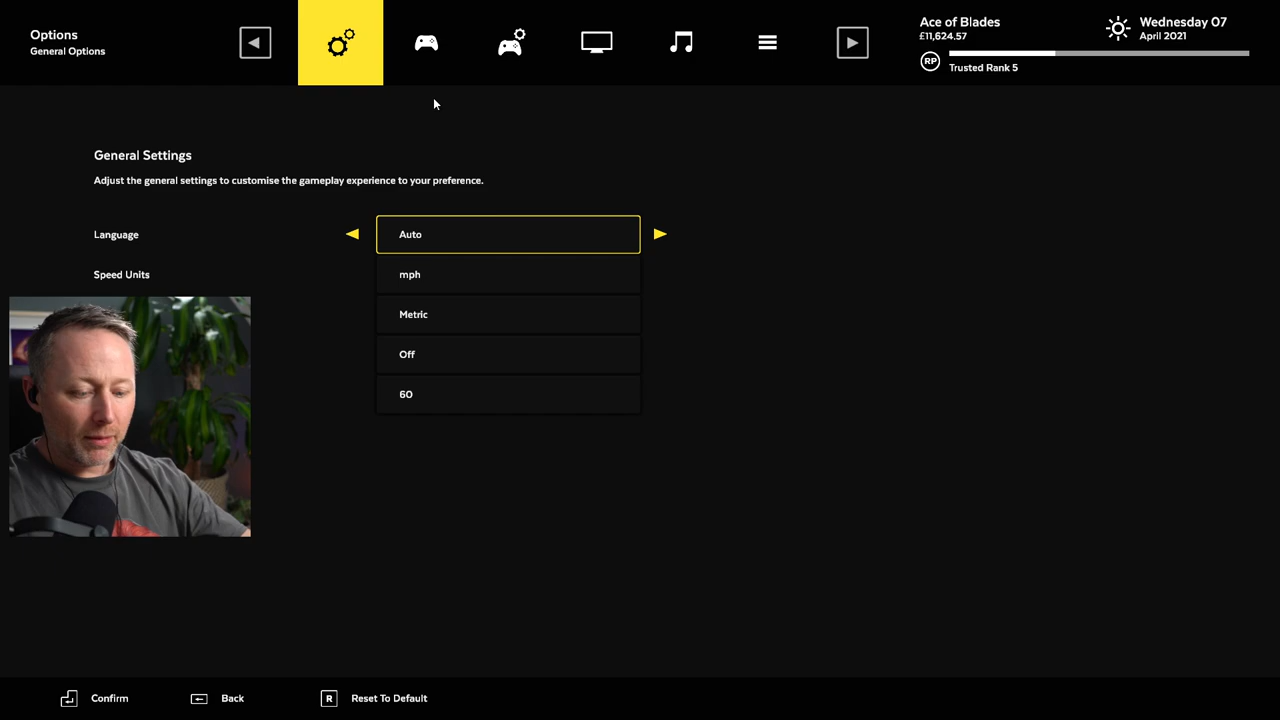 Options
General Options
Ace of Blades
£11,624.57
RP
Trusted Rank 5
Wednesday 07
April 2021
General Settings
Adjust the general settings to customise the gameplay experience to your preference.
Language
Auto
Speed Units
mph
Metric
Off
60
Confirm
Back
R
Reset To Default